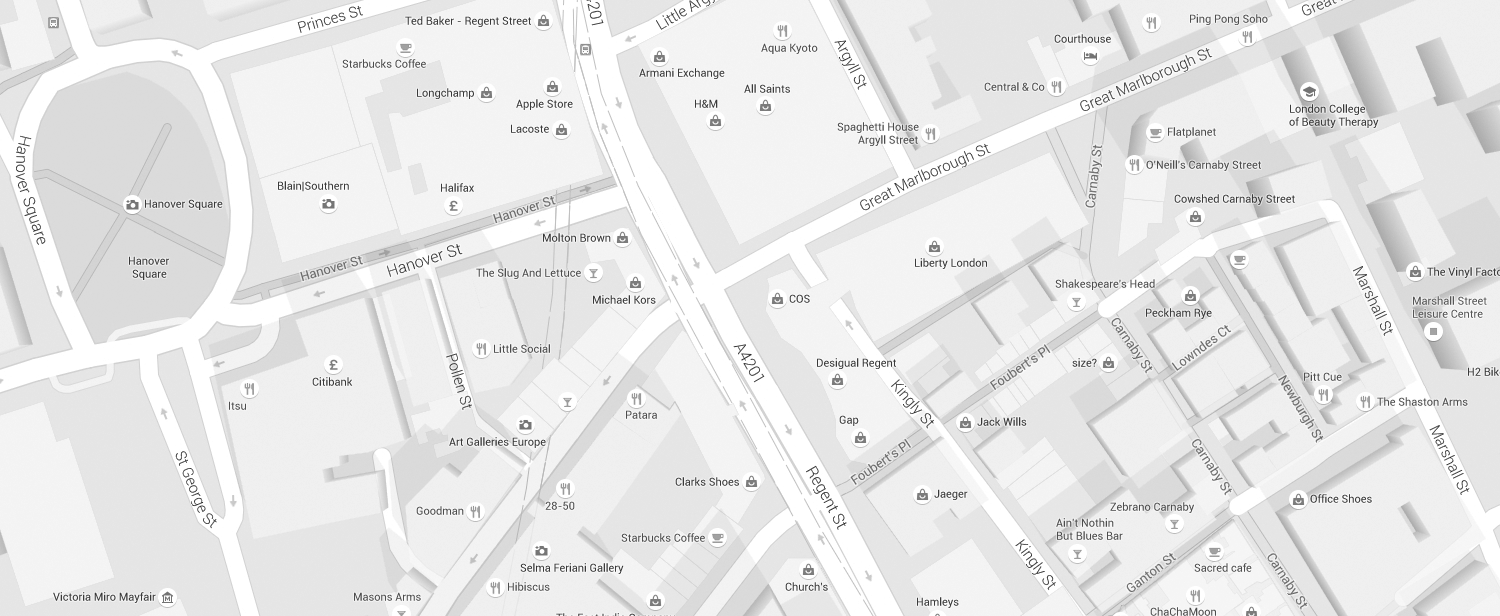 Princes St
Ted Baker - Regent Street
A4201
Ping Pong Soho
Aqua Kyoto
Courthouse
Starbucks Coffee
Armani Exchange
Argyll St
Great Marlborough St
Central & Co
All Saints
Longchamp
Apple Store
H&M
London College
of Beauty Therapy
Lacoste
Spaghetti House
Argyll Street
Flatplanet
Great Marlborough St
O'Neill's Carnaby Street
Carnaby St
Hanover Square
Blain|Southern
Halifax
Hanover Square
Hanover St
Cowshed Carnaby Street
Molton Brown
Liberty London
Hanover
Square
Hanover St
Hanover St
The Slug And Lettuce
Michael Kors
COS
Shakespeare's Head
Marshall St
Marshall Street
Leisure Centre
Peckham Rye
Carnaby St
Lowndes Ct
Little Social
Pollen St
A4201
Desigual Regent
Foubert's Pl
size?
H2
Citibank
Itsu
Pitt Cue
The Shaston Arms
Newburgh St
Patara
Kingly St
Gap
Jack Wills
Art Galleries Europe
Foubert's Pl
Marshall St
Carnaby St
St George St
Clarks Shoes
Regent St
Jaeger
Office Shoes
28-50
Goodman
Zebrano Carnaby
Ain't Nothin
But Blues Bar
Starbucks Coffee
Kingly St
Selma Feriani Gallery
Sacred cafe
Ganton St
Carnaby St
Hibiscus
Church's
Victoria Miro Mayfair
Masons Arms
Hamleys
ChaChaMoon